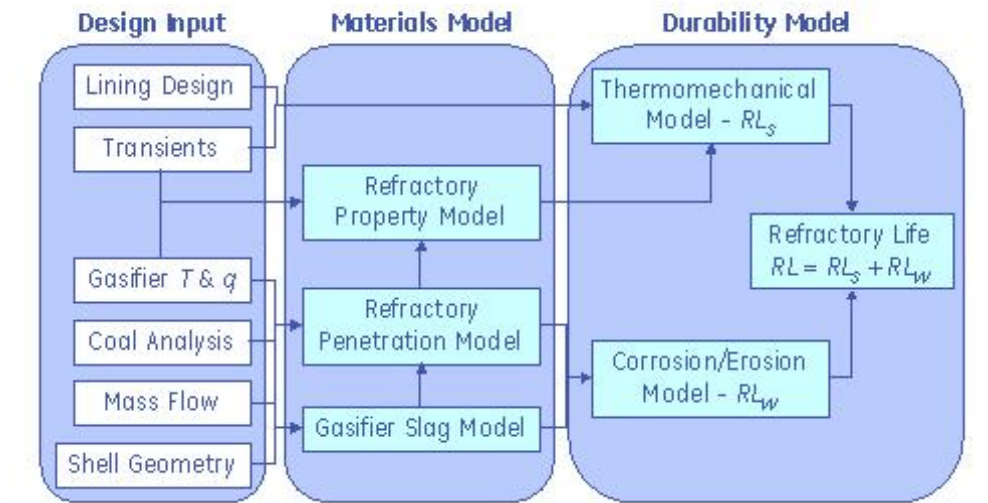 Design Input
Materials Model
Durability Model
Lining Design
Transients
Gasifier T & q
Coal Analysis
Mass Flow
Shell Geometry
Refractory
Property Model
Refractory
Penetration Model
Gasifier Slag Model
Thermomechanical
Model - RLs
Refractory Life
RL = RLs + RLw
Corrosion/Erosion
Model - RLw